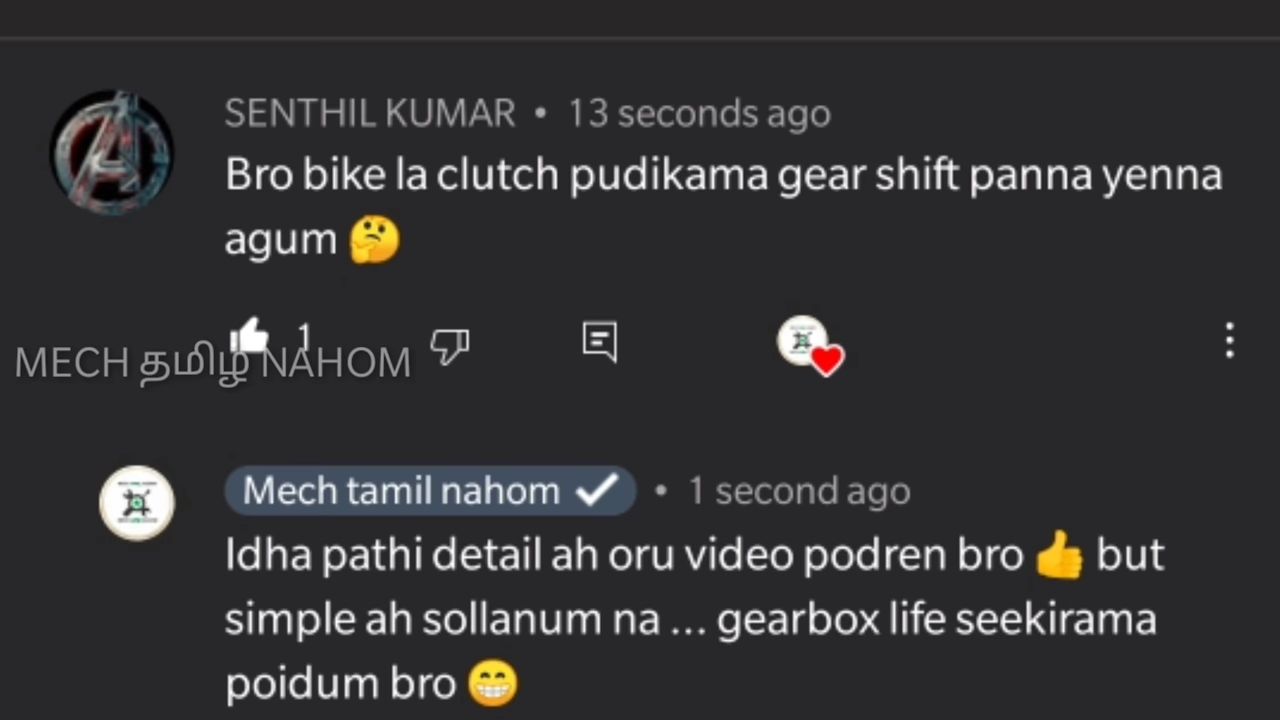 SENTHIL KUMAR • 13 seconds ago
Bro bike la clutch pudikama gear shift panna yenna
agum 🤔
1
MECH தமிழ் NAHOM
Mech tamil nahom ✔ • 1 second ago
Idha pathi detail ah oru video podren bro 👍 but
simple ah sollanum na ... gearbox life seekirama
poidum bro 😁